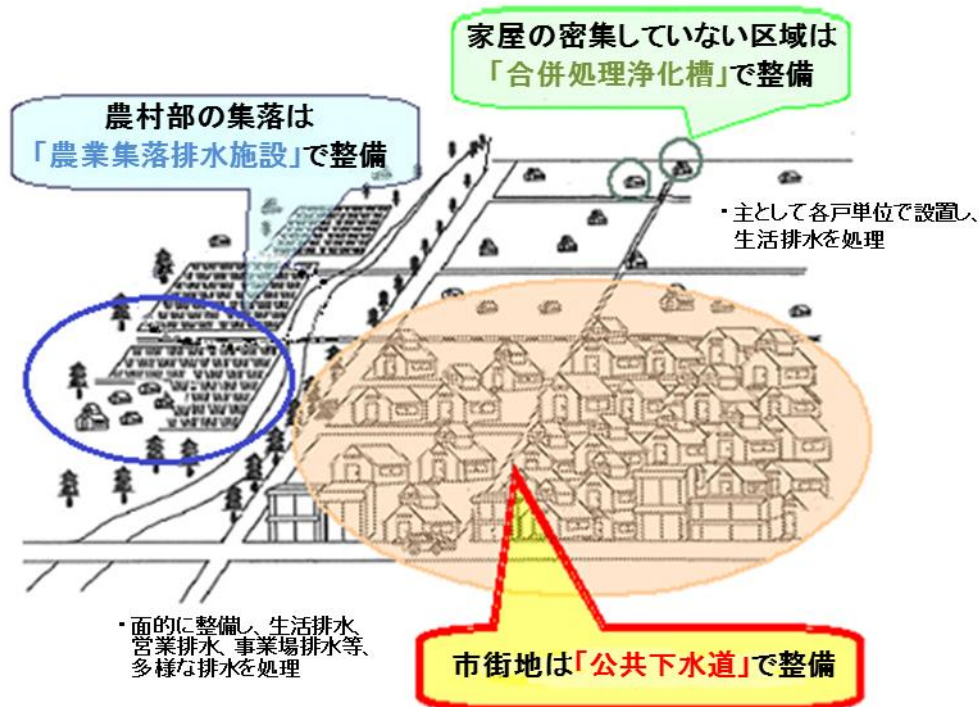 家屋の密集していない区域は
「合併処理浄化槽」で整備
農村部の集落は
「農業集落排水施設」で整備
・主として各戸単位で設置し、
生活排水を処理
・面的に整備し、生活排水、
営業排水、事業場排水等、
多様な排水を処理
市街地は「公共下水道」で整備